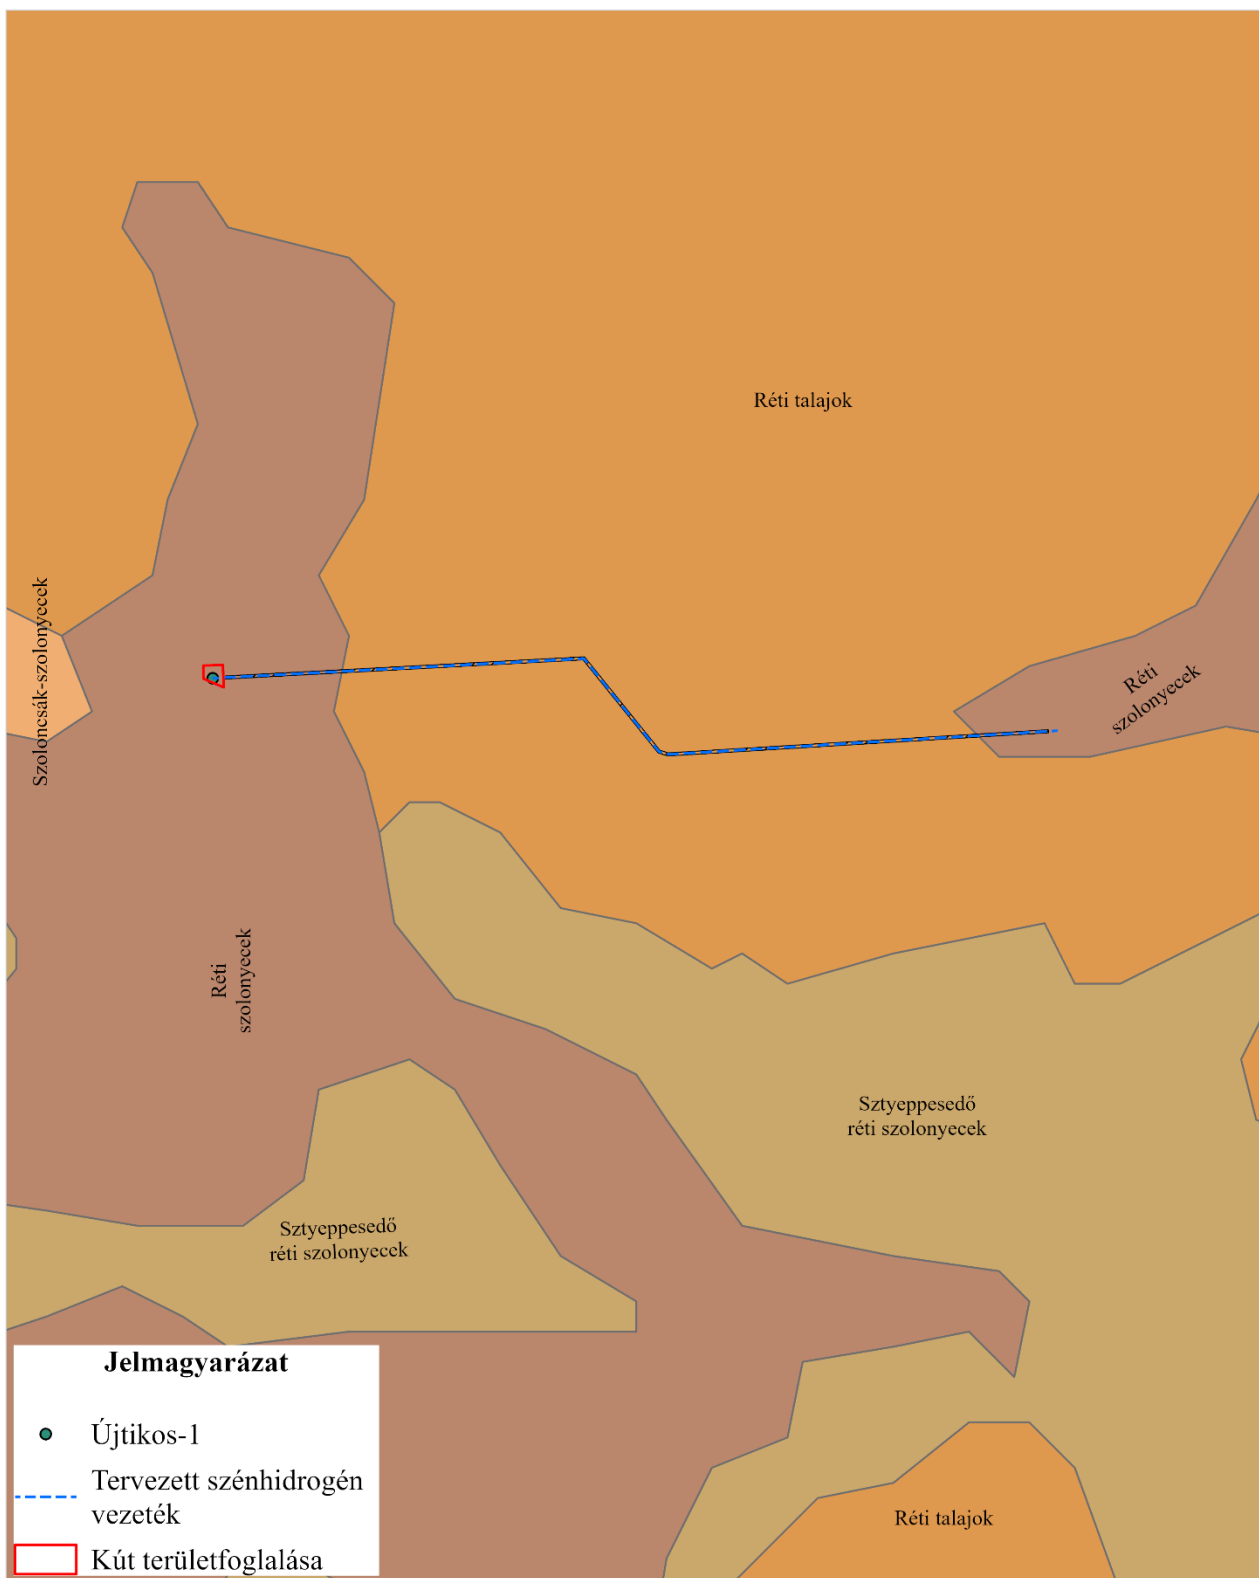 Réti talajok
Szoloncsák-szolonyecek
Réti
szolonyecek
Réti
szolonyecek
Sztyeppesedő
réti szolonyecek
Sztyeppesedő
réti szolonyecek
Jelmagyarázat
Újtikos-1
Tervezett szénhidrogén
vezeték
Kút területfoglalása
Réti talajok